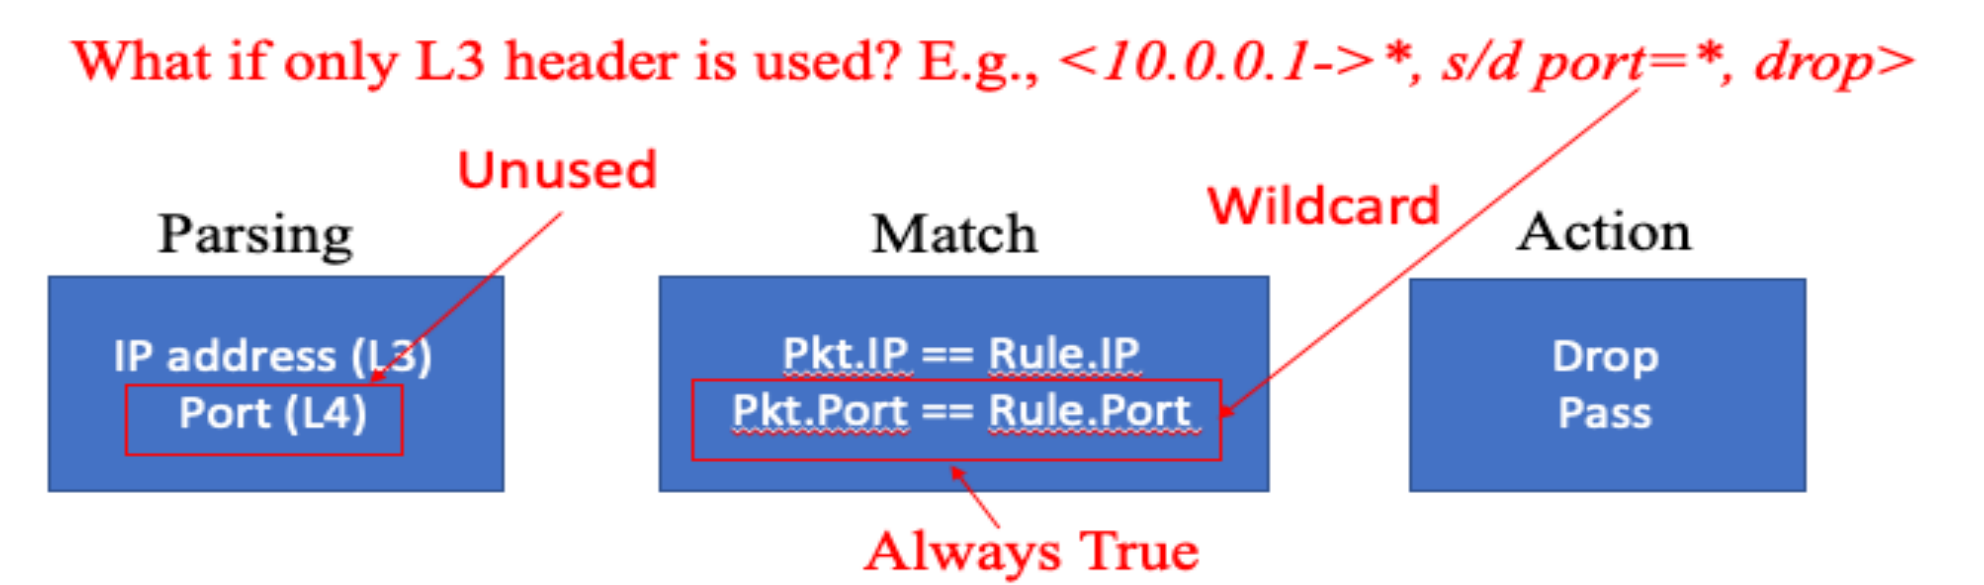 What if only L3 header is used? E.g., <10.0.0.1->*, s/d port=*, drop>
Unused
Wildcard
Parsing
Match
Action
IP address (L3)
Port (L4)
Pkt.IP == Rule.IP
Pkt.Port == Rule.Port
Drop
Pass
Always True